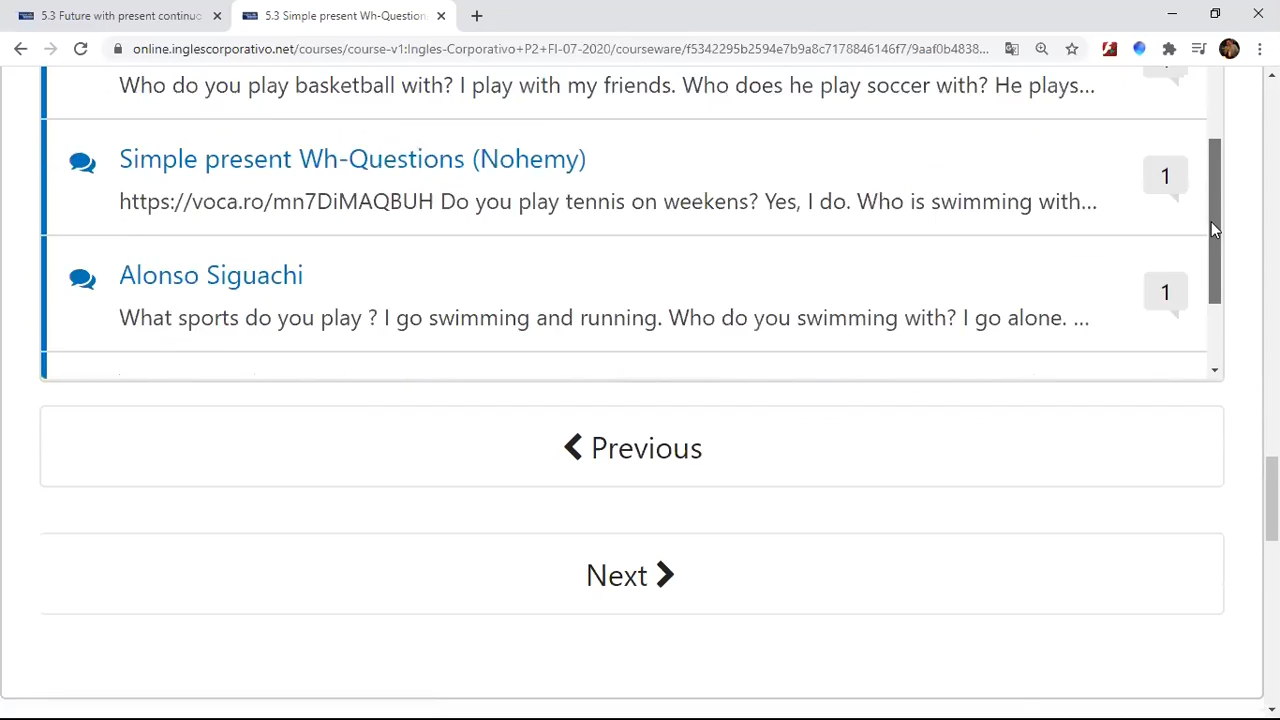 5.3 Future with present continuo
5.3 Simple present Wh-Question
online.inglescorporativo.net/courses/course-v1:Ingles-Corporativo+P2+FI-07-2020/courseware/f5342295b2594e7b9a8c7178846146f7/9aaf0b4838...
Who do you play basketball with? I play with my friends. Who does he play soccer with? He plays...
Simple present Wh-Questions (Nohemy)
1
https://voca.ro/mn7DiMAQBUH Do you play tennis on weekens? Yes, I do. Who is swimming with...
Alonso Siguachi
1
What sports do you play ? I go swimming and running. Who do you swimming with? I go alone. ...
Previous
Next